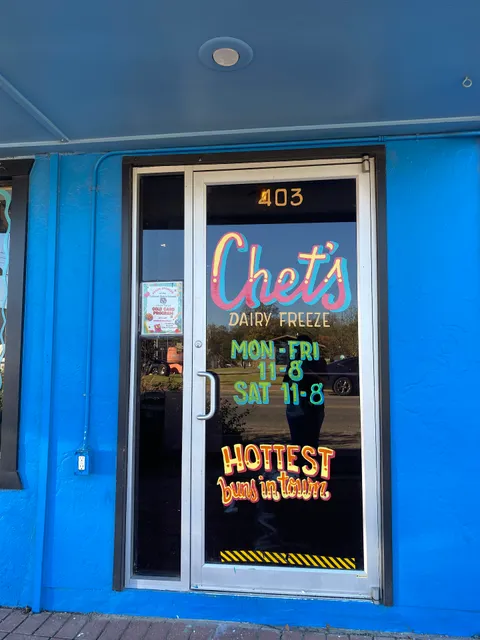 403
Chet's
DAIRY FREEZE
MON-FRI
11-8
SAT 11-8
HOTTEST
buns in town